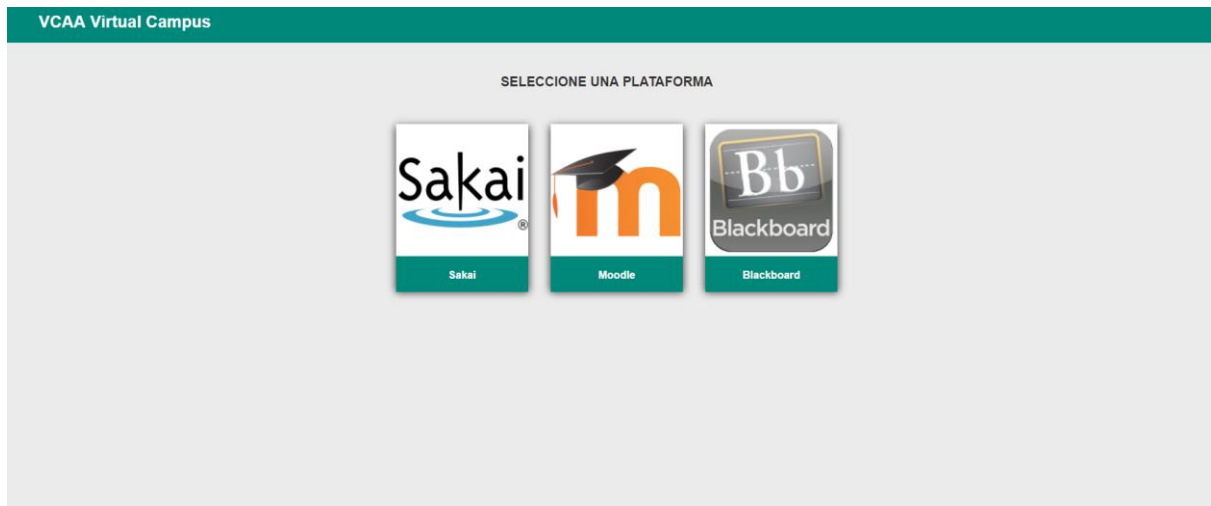 VCAA Virtual Campus
SELECCIONE UNA PLATAFORMA
Sakai
®
m
Bb
Blackboard
Sakai
Moodle
Blackboard